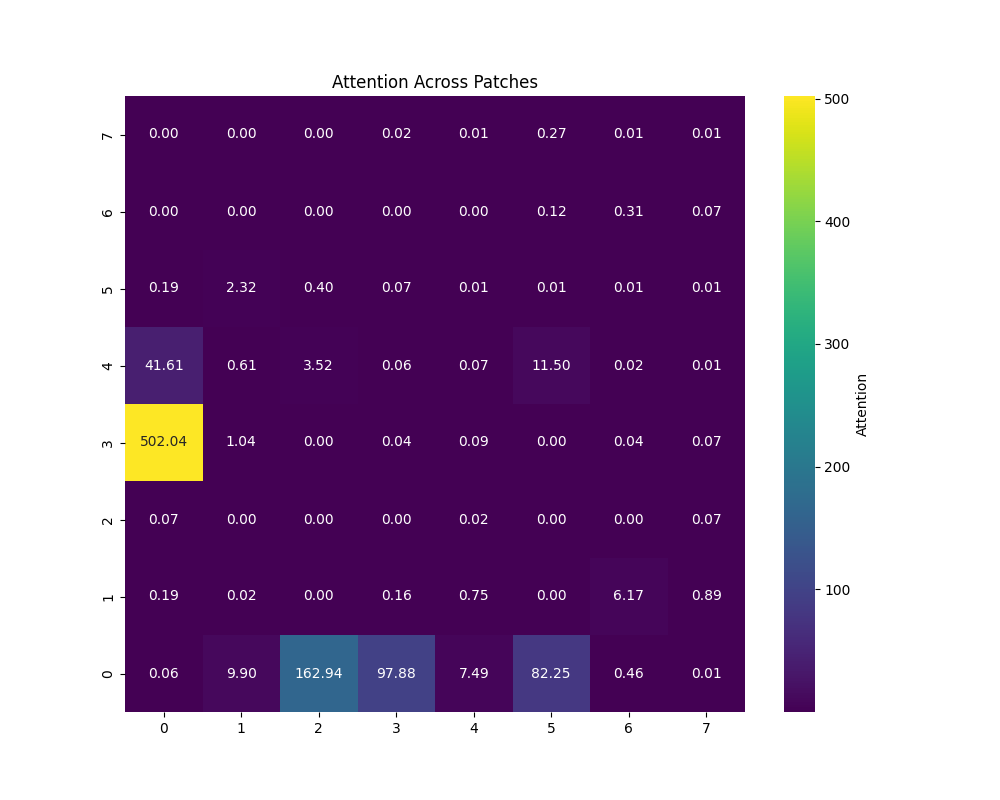 Attention Across Patches
7 0.00 0.00 0.00 0.02 0.01 0.27 0.01 0.01
6 0.00 0.00 0.00 0.00 0.00 0.12 0.31 0.07
5 0.19 2.32 0.40 0.07 0.01 0.01 0.01 0.01
4 41.61 0.61 3.52 0.06 0.07 11.50 0.02 0.01
3 502.04 1.04 0.00 0.04 0.09 0.00 0.04 0.07
2 0.07 0.00 0.00 0.00 0.02 0.00 0.00 0.07
1 0.19 0.02 0.00 0.16 0.75 0.00 6.17 0.89
0 0.06 9.90 162.94 97.88 7.49 82.25 0.46 0.01
0 1 2 3 4 5 6 7
500
400
300
200
100
Attention